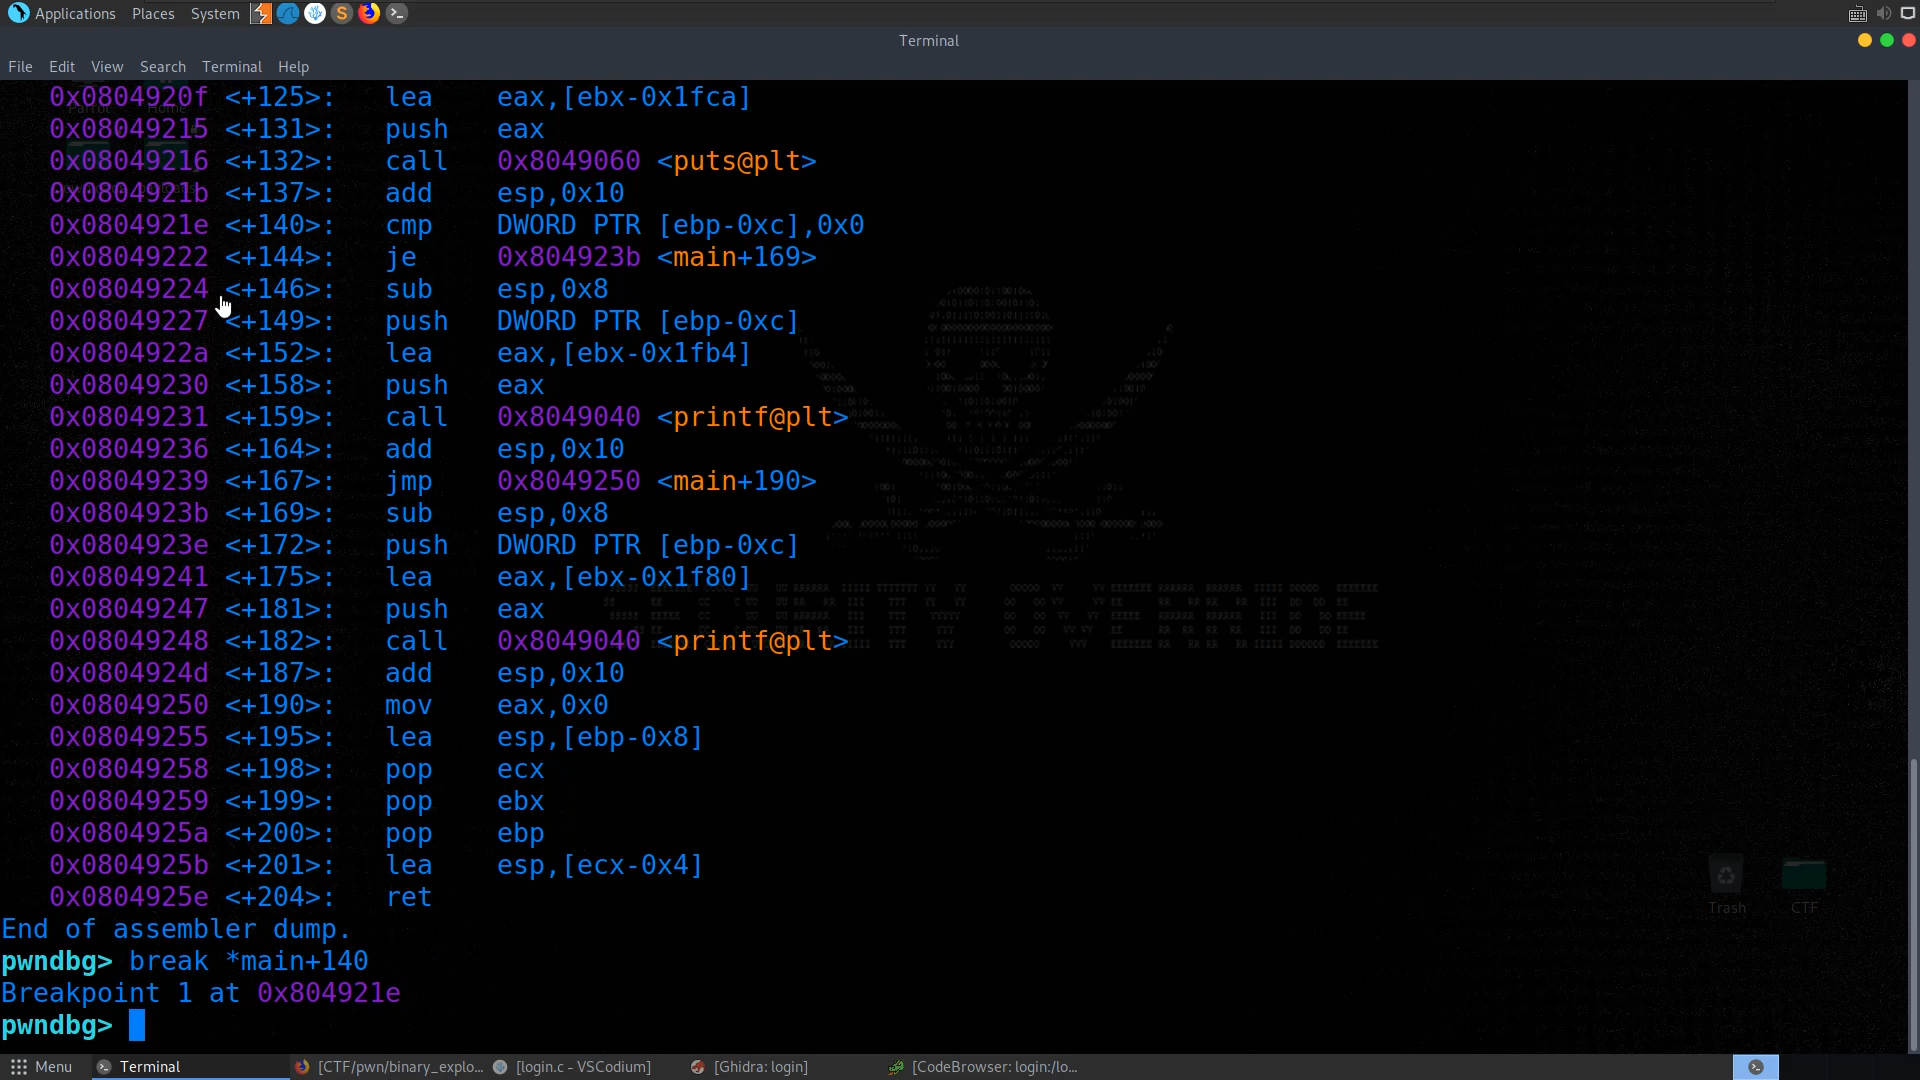 Applications Places System
Terminal
File Edit View Search Terminal Help
0x0804920f <+125>: lea eax,[ebx-0x1fca]
0x08049215 <+131>: push eax
0x08049216 <+132>: call 0x8049060 <puts@plt>
0x0804921b <+137>: add esp,0x10
0x0804921e <+140>: cmp DWORD PTR [ebp-0xc],0x0
0x08049222 <+144>: je 0x804923b <main+169>
0x08049224 <+146>: sub esp,0x8
0x08049227 <+149>: push DWORD PTR [ebp-0xc]
0x0804922a <+152>: lea eax,[ebx-0x1fb4]
0x08049230 <+158>: push eax
0x08049231 <+159>: call 0x8049040 <printf@plt>
0x08049236 <+164>: add esp,0x10
0x08049239 <+167>: jmp 0x8049250 <main+190>
0x0804923b <+169>: sub esp,0x8
0x0804923e <+172>: push DWORD PTR [ebp-0xc]
0x08049241 <+175>: lea eax,[ebx-0x1f80]
0x08049247 <+181>: push eax
0x08049248 <+182>: call 0x8049040 <printf@plt>
0x0804924d <+187>: add esp,0x10
0x08049250 <+190>: mov eax,0x0
0x08049255 <+195>: lea esp,[ebp-0x8]
0x08049258 <+198>: pop ecx
0x08049259 <+199>: pop ebx
0x0804925a <+200>: pop ebp
0x0804925b <+201>: lea esp,[ecx-0x4]
0x0804925e <+204>: ret
End of assembler dump.
pwndbg> break *main+140
Breakpoint 1 at 0x804921e
pwndbg>
Trash CTF
Menu Terminal [CTF/pwn/binary_explo... [login.c - VSCodium] [Ghidra: login] [CodeBrowser: login:/lo...